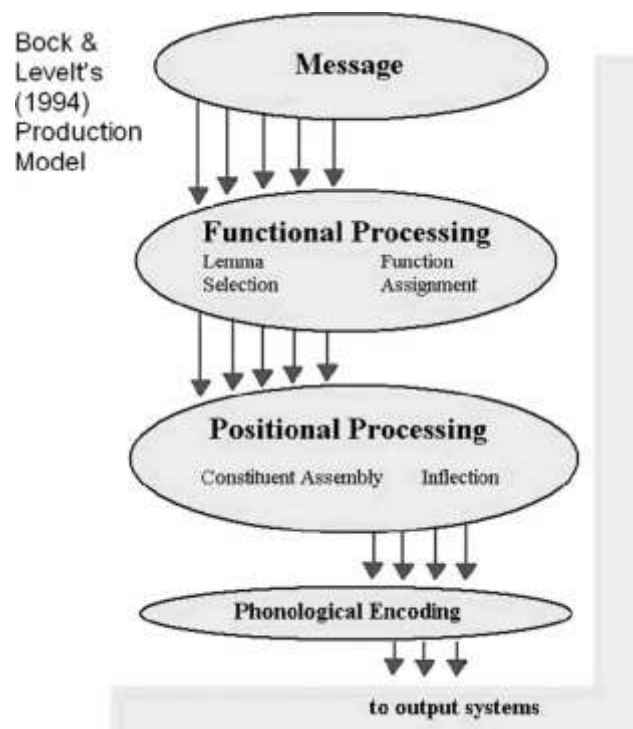 Bock &
Levelt's
(1994)
Production
Model
Message
Functional Processing
Lemma Selection
Function Assignment
Positional Processing
Constituent Assembly
Inflection
Phonological Encoding
to output systems